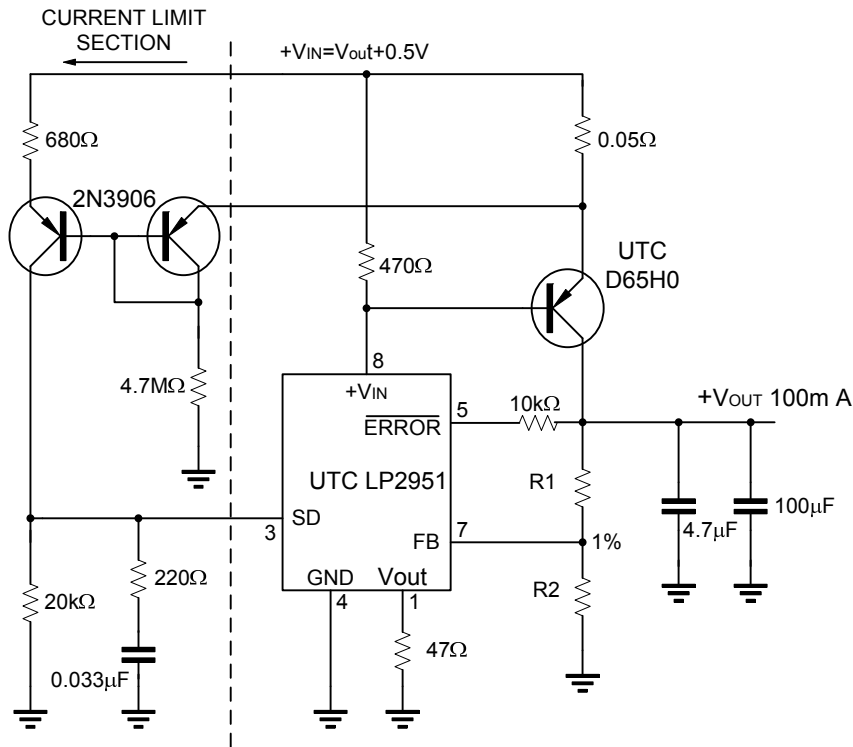 CURRENT LIMIT
SECTION
+VIN=Vout+0.5V
680Ω
0.05Ω
2N3906
470Ω
UTC
D65H0
4.7MΩ
8
+VIN
5
10kΩ
+VOUT 100m A
ERROR
UTC LP2951
R1
3
SD
7
FB
1%
4.7μF
100μF
20kΩ
220Ω
GND
Vout
R2
4
1
47Ω
0.033μF